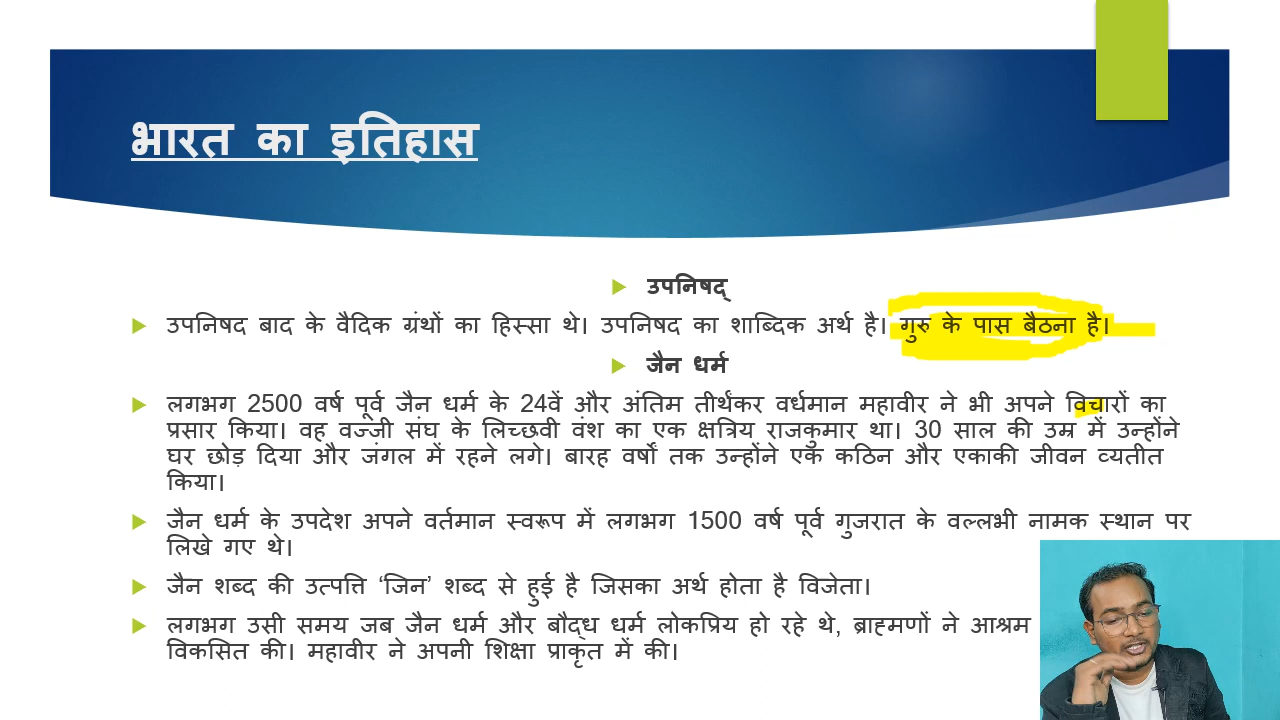 भारत का इतिहास
उपनिषद्
उपनिषद बाद के वैदिक ग्रंथों का हिस्सा थे। उपनिषद का शाब्दिक अर्थ है। गुरु के पास बैठना है।
जैन धर्म
लगभग 2500 वर्ष पूर्व जैन धर्म के 24वें और अंतिम तीर्थंकर वर्धमान महावीर ने भी अपने विचारों का
प्रसार किया। वह वज्जी संघ के लिच्छवी वंश का एक क्षत्रिय राजकुमार था। 30 साल की उम्र में उन्होंने
घर छोड़ दिया और जंगल में रहने लगे। बारह वर्षों तक उन्होंने एक कठिन और एकाकी जीवन व्यतीत
किया।
जैन धर्म के उपदेश अपने वर्तमान स्वरूप में लगभग 1500 वर्ष पूर्व गुजरात के वल्लभी नामक स्थान पर
लिखे गए थे।
जैन शब्द की उत्पत्ति ‘जिन’ शब्द से हुई है जिसका अर्थ होता है विजेता।
लगभग उसी समय जब जैन धर्म और बौद्ध धर्म लोकप्रिय हो रहे थे, ब्राह्मणों ने आश्रम
विकसित की। महावीर ने अपनी शिक्षा प्राकृत में की।